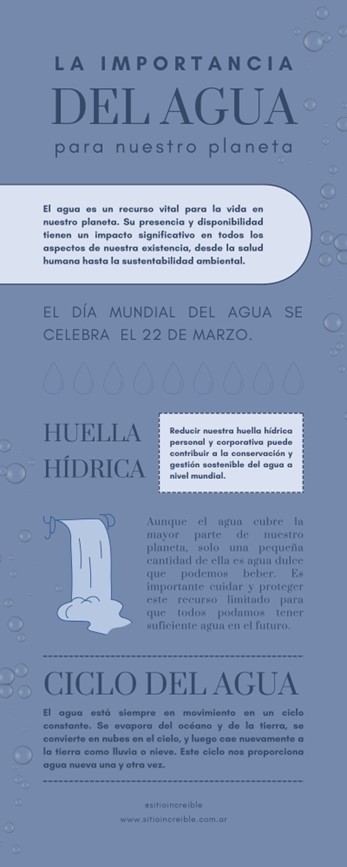 LA IMPORTANCIA
DEL AGUA
para nuestro planeta
El agua es un recurso vital para la vida en
nuestro planeta. Su presencia y disponibilidad
tienen un impacto significativo en todos los
aspectos de nuestra existencia, desde la salud
humana hasta la sustentabilidad ambiental.
EL DÍA MUNDIAL DEL AGUA SE
CELEBRA EL 22 DE MARZO.
HUELLA
HÍDRICA
Reducir nuestra huella hídrica
personal y corporativa puede
contribuir a la conservación y
gestión sostenible del agua a
nivel mundial.
Aunque el agua cubre la
mayor parte de nuestro
planeta, solo una pequeña
cantidad de ella es agua dulce
que podemos beber. Es
importante cuidar y proteger
este recurso limitado para
que todos podamos tener
suficiente agua en el futuro.
CICLO DEL AGUA
El agua está siempre en movimiento en un ciclo
constante. Se evapora del océano y de la tierra, se
convierte en nubes en el cielo, y luego cae nuevamente a
la tierra como lluvia o nieve. Este ciclo nos proporciona
agua nueva una y otra vez.
#sitioincreible
www.sitioincreible.com.ar